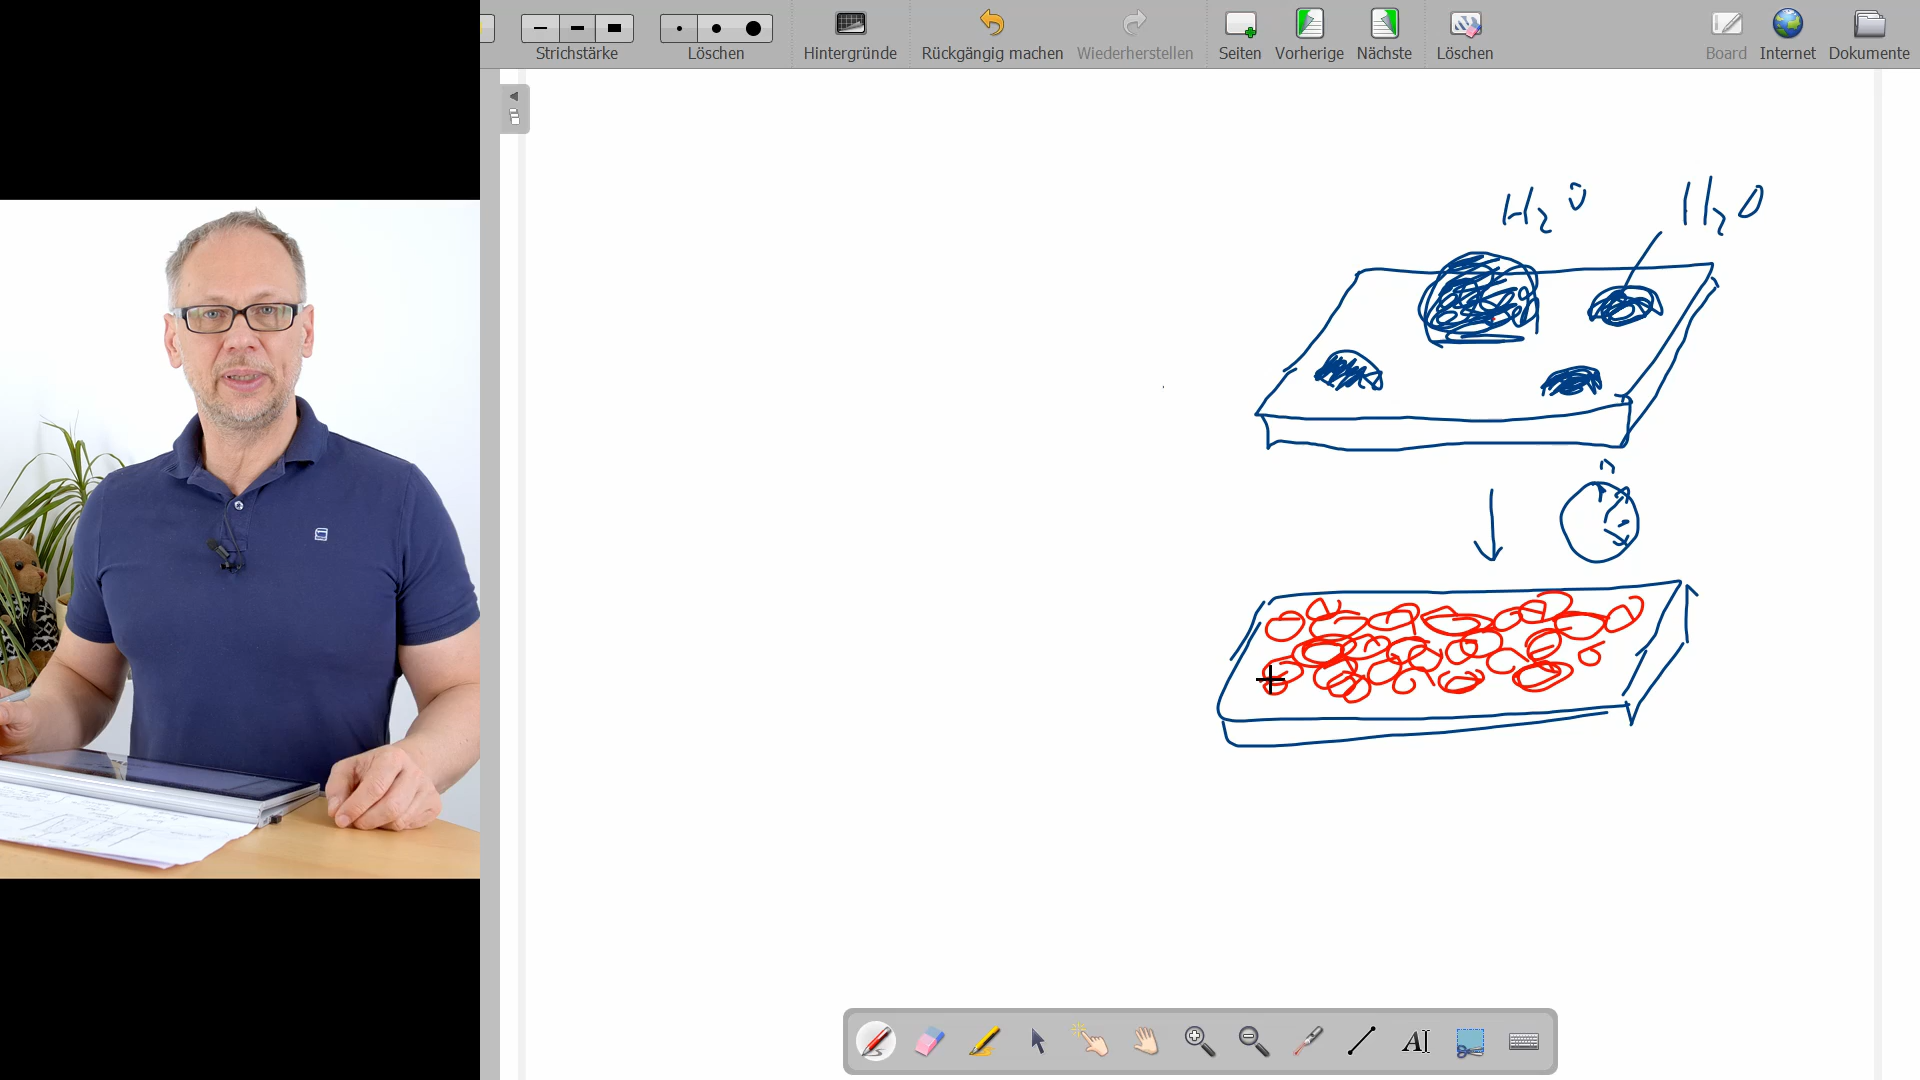 Strichstärke
Löschen
Hintergründe
Rückgängig machen
Wiederherstellen
Seiten
Vorherige
Nächste
Löschen
Board
Internet
Dokumente
H₂O
H₂O